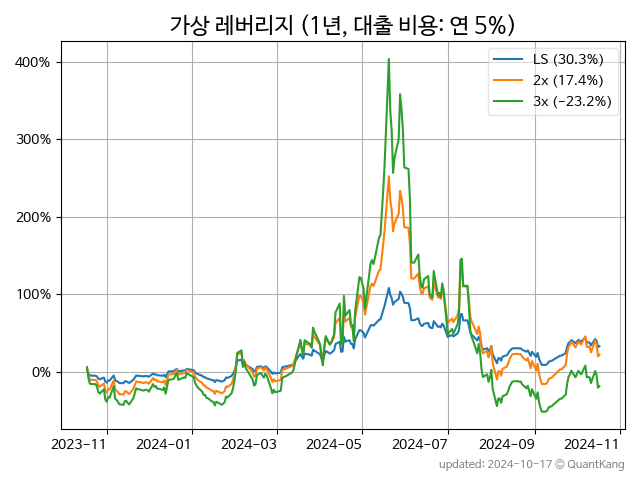 가상 레버리지 (1년, 대출 비용: 연 5%)
LS (30.3%)
2x (17.4%)
3x (-23.2%)
400%
300%
200%
100%
0%
2023-11 2024-01 2024-03 2024-05 2024-07 2024-09 2024-11
updated: 2024-10-17 © QuantKang